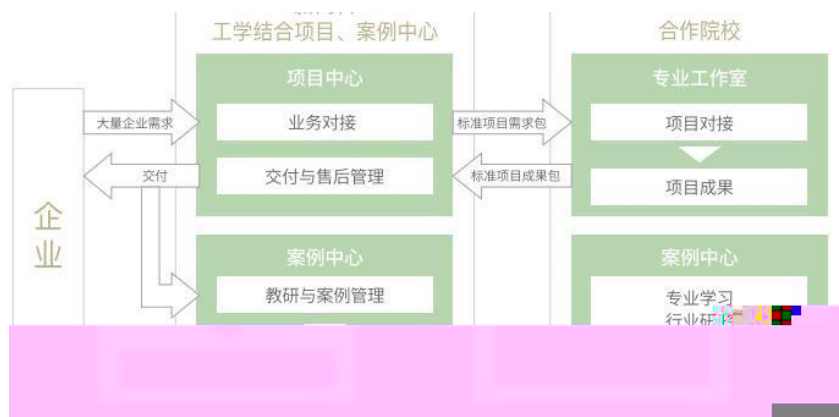 工学结合项目、案例中心
合作院校
项目中心
专业工作室
大量企业需求
业务对接
标准项目需求包
项目对接
交付
交付与售后管理
标准项目成果包
项目成果
企业
案例中心
案例中心
教研与案例管理
专业学习
行业研